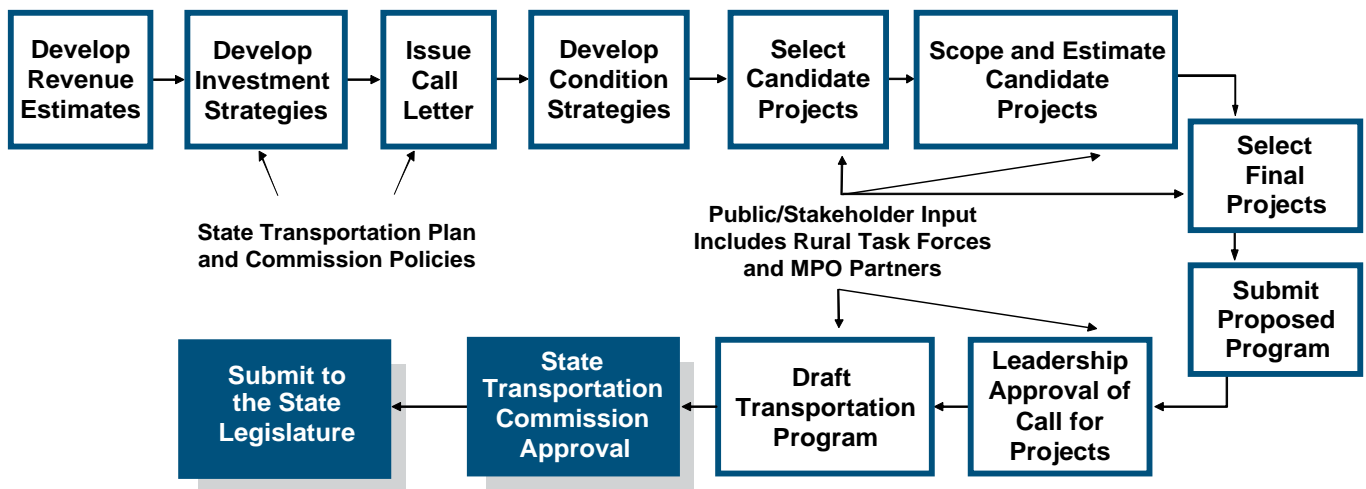 Develop
Revenue
Estimates
Develop
Investment
Strategies
Issue
Call
Letter
Develop
Condition
Strategies
Select
Candidate
Projects
Scope and Estimate
Candidate
Projects
Select
Final
Projects
State Transportation Plan
and Commission Policies
Public/Stakeholder Input
Includes Rural Task Forces
and MPO Partners
Submit
Proposed
Program
Leadership
Approval of
Call for
Projects
Draft
Transportation
Program
State
Transportation
Commission
Approval
Submit to
the State
Legislature